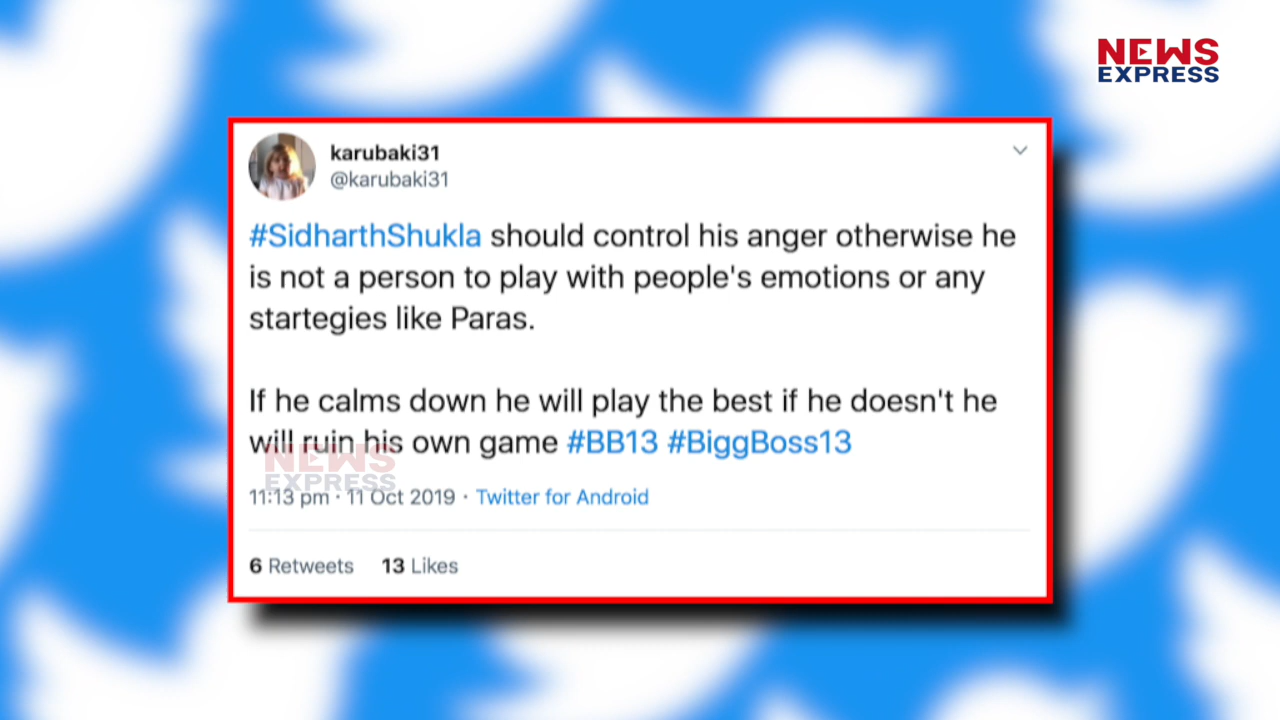 NEWS
EXPRESS
karubaki31
@karubaki31
#SidharthShukla should control his anger otherwise he
is not a person to play with people's emotions or any
startegies like Paras.
If he calms down he will play the best if he doesn't he
will ruin his own game #BB13 #BiggBoss13
NEWS
EXPRESS
11:13 pm · 11 Oct 2019 · Twitter for Android
6 Retweets 13 Likes